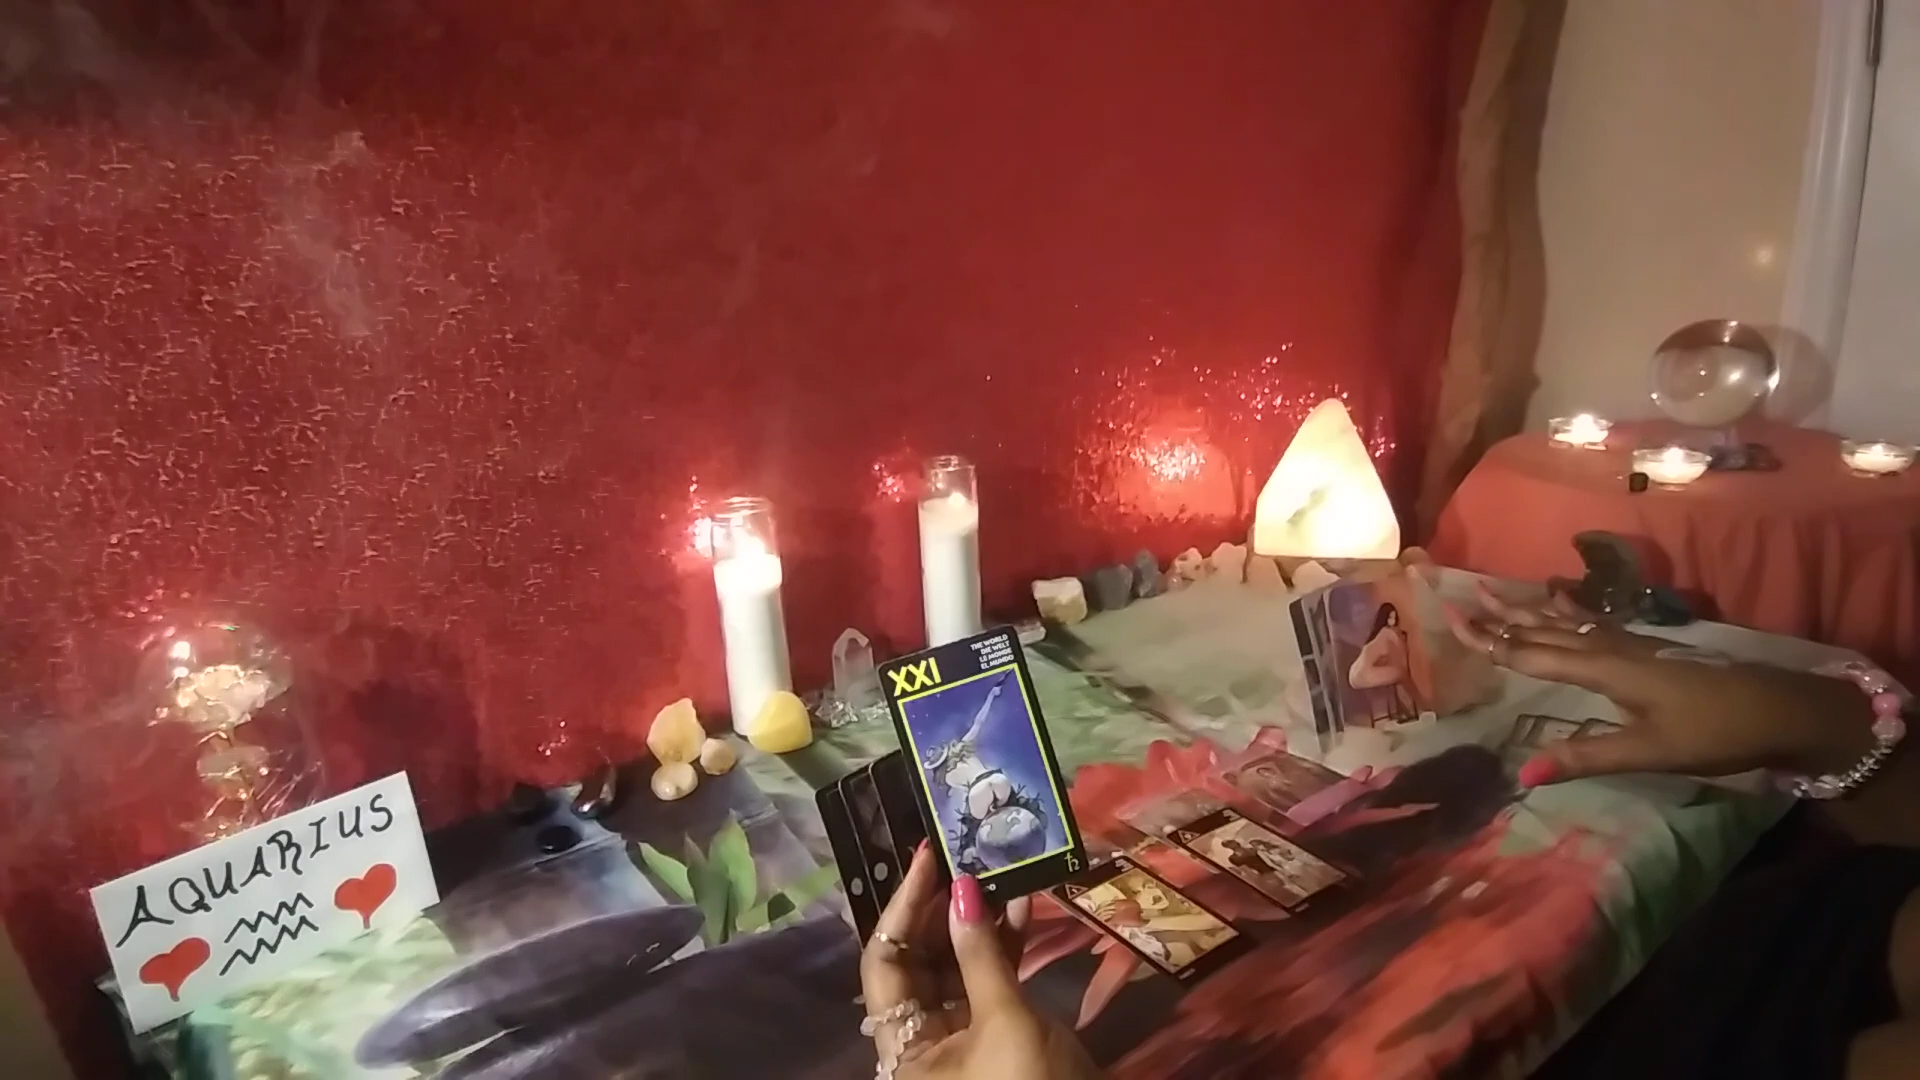 AQUARIUS
XXI
THE WORLD
DIE WELT
LE MONDE
EL MUNDO